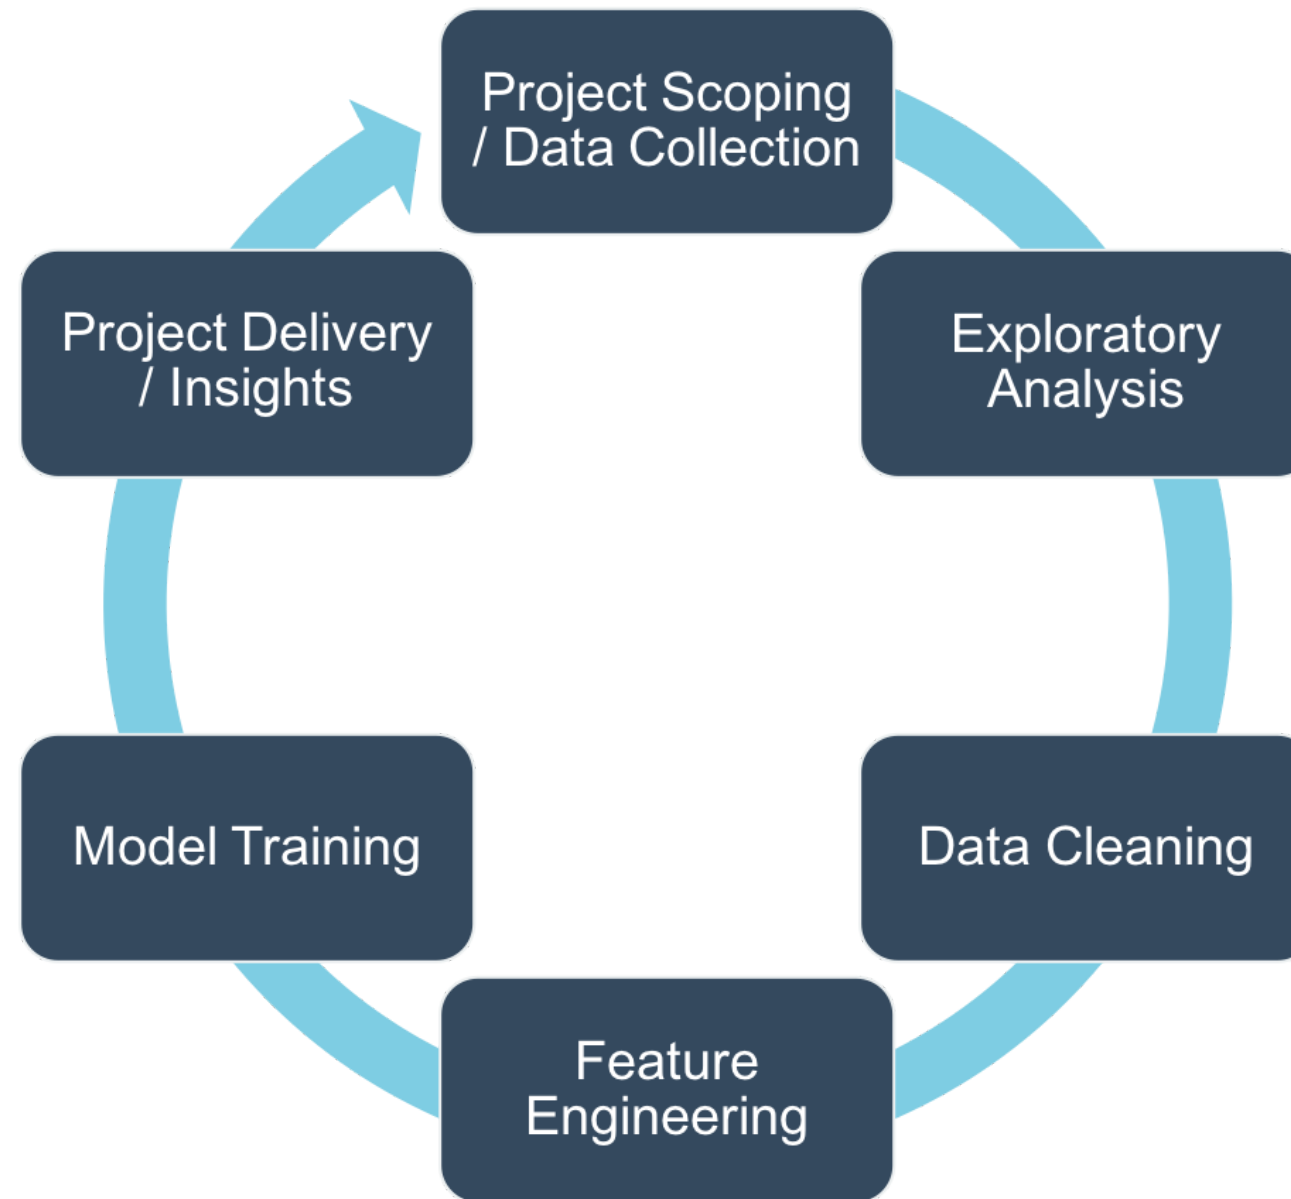 Project Scoping
/ Data Collection
Exploratory
Analysis
Data Cleaning
Feature
Engineering
Model Training
Project Delivery
/ Insights